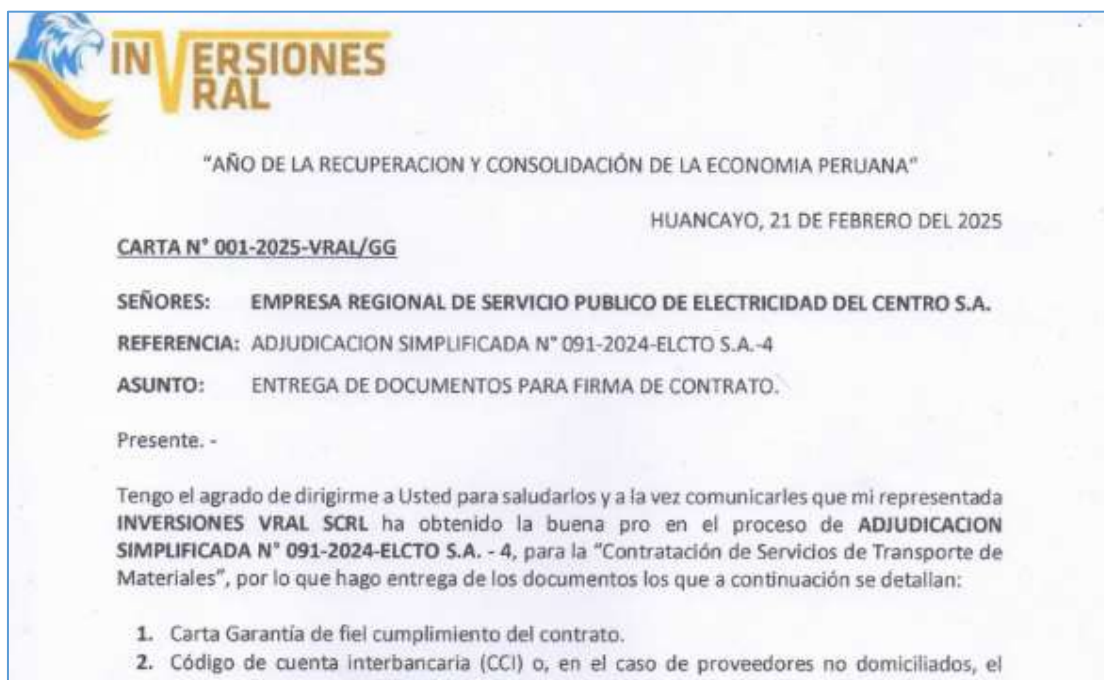 INVERSIONES
VRAL
"AÑO DE LA RECUPERACION Y CONSOLIDACIÓN DE LA ECONOMIA PERUANA"
HUANCAYO, 21 DE FEBRERO DEL 2025
CARTA N° 001-2025-VRAL/GG
SEÑORES: EMPRESA REGIONAL DE SERVICIO PUBLICO DE ELECTRICIDAD DEL CENTRO S.A.
REFERENCIA: ADJUDICACION SIMPLIFICADA N° 091-2024-ELCTO S.A.-4
ASUNTO: ENTREGA DE DOCUMENTOS PARA FIRMA DE CONTRATO.
Presente. -
Tengo el agrado de dirigirme a Usted para saludarlos y a la vez comunicarles que mi representada
INVERSIONES VRAL SCRL ha obtenido la buena pro en el proceso de ADJUDICACION
SIMPLIFICADA N° 091-2024-ELCTO S.A. - 4, para la "Contratación de Servicios de Transporte de
Materiales", por lo que hago entrega de los documentos los que a continuación se detallan:
1. Carta Garantía de fiel cumplimiento del contrato.
2. Código de cuenta interbancaria (CCI) o, en el caso de proveedores no domiciliados, el